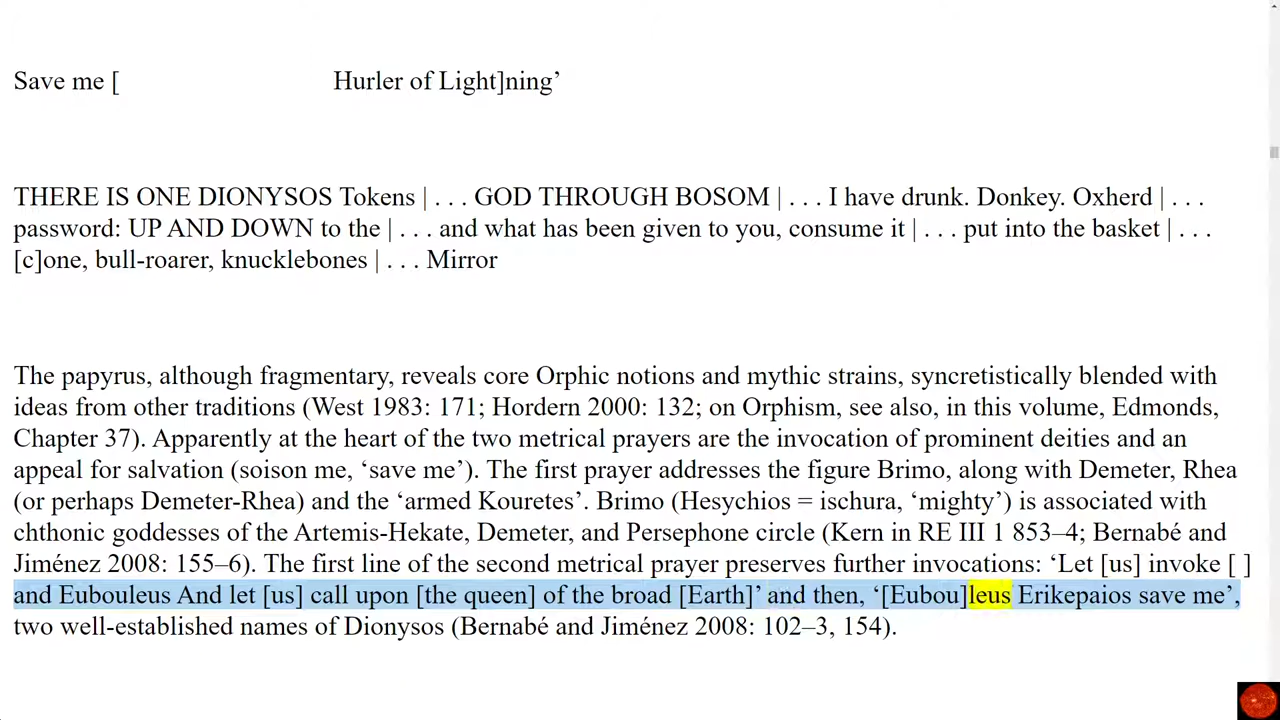 Save me [ Hurler of Light]ning’
THERE IS ONE DIONYSOS Tokens | . . . GOD THROUGH BOSOM | . . . I have drunk. Donkey. Oxherd | . . .
password: UP AND DOWN to the | . . . and what has been given to you, consume it | . . . put into the basket | . . .
[c]one, bull-roarer, knucklebones | . . . Mirror
The papyrus, although fragmentary, reveals core Orphic notions and mythic strains, syncretistically blended with
ideas from other traditions (West 1983: 171; Hordern 2000: 132; on Orphism, see also, in this volume, Edmonds,
Chapter 37). Apparently at the heart of the two metrical prayers are the invocation of prominent deities and an
appeal for salvation (soison me, ‘save me’). The first prayer addresses the figure Brimo, along with Demeter, Rhea
(or perhaps Demeter-Rhea) and the ‘armed Kouretes’. Brimo (Hesychios = ischura, ‘mighty’) is associated with
chthonic goddesses of the Artemis-Hekate, Demeter, and Persephone circle (Kern in RE III 1 853–4; Bernabé and
Jiménez 2008: 155–6). The first line of the second metrical prayer preserves further invocations: ‘Let [us] invoke [ ]
and Eubouleus And let [us] call upon [the queen] of the broad [Earth]’ and then, ‘[Eubou]leus Erikepaios save me’,
two well-established names of Dionysos (Bernabé and Jiménez 2008: 102–3, 154).